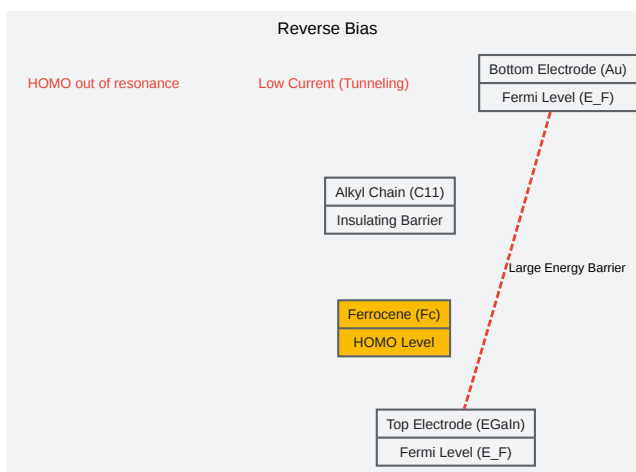 Reverse Bias
HOMO out of resonance
Low Current (Tunneling)
Bottom Electrode (Au)
Fermi Level (E_F)
Alkyl Chain (C11)
Insulating Barrier
Large Energy Barrier
Ferrocene (Fc)
HOMO Level
Top Electrode (EGaIn)
Fermi Level (E_F)